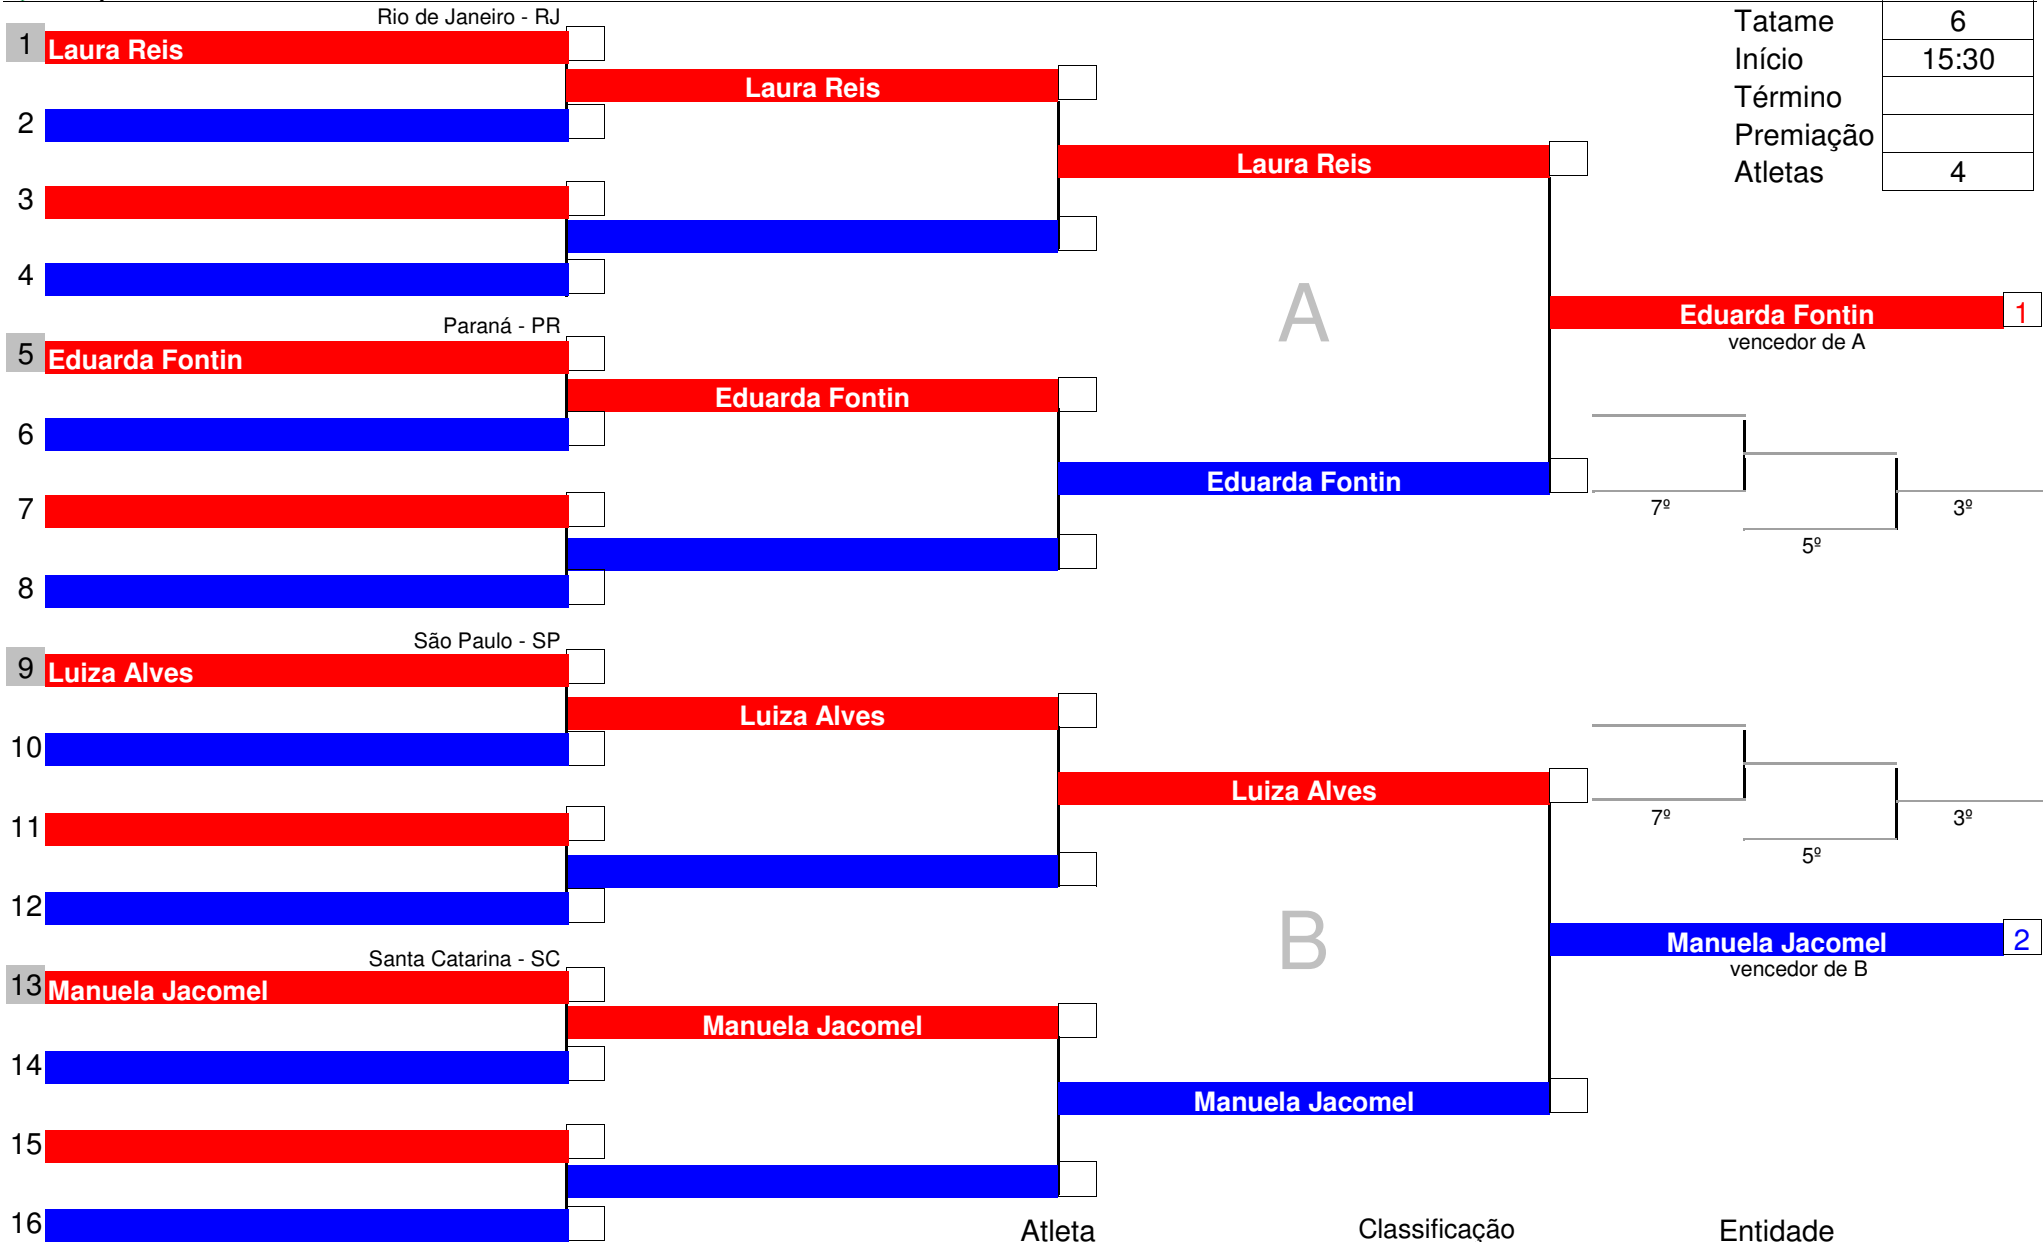 Rio de Janeiro - RJ
Tatame 6
1 Laura Reis
Início 15:30
Laura Reis
Término
2
Premiação
Laura Reis
Atletas 4
3
4
A
Eduarda Fontin 1
Paraná - PR
vencedor de A
5 Eduarda Fontin
Eduarda Fontin
6
Eduarda Fontin
7
7º 3º
5º
8
São Paulo - SP
9 Luiza Alves
Luiza Alves
10
Luiza Alves
7º 3º
11
5º
12
B
Manuela Jacomel 2
Santa Catarina - SC
vencedor de B
13 Manuela Jacomel
Manuela Jacomel
14
Manuela Jacomel
15
16
Atleta Classificação Entidade